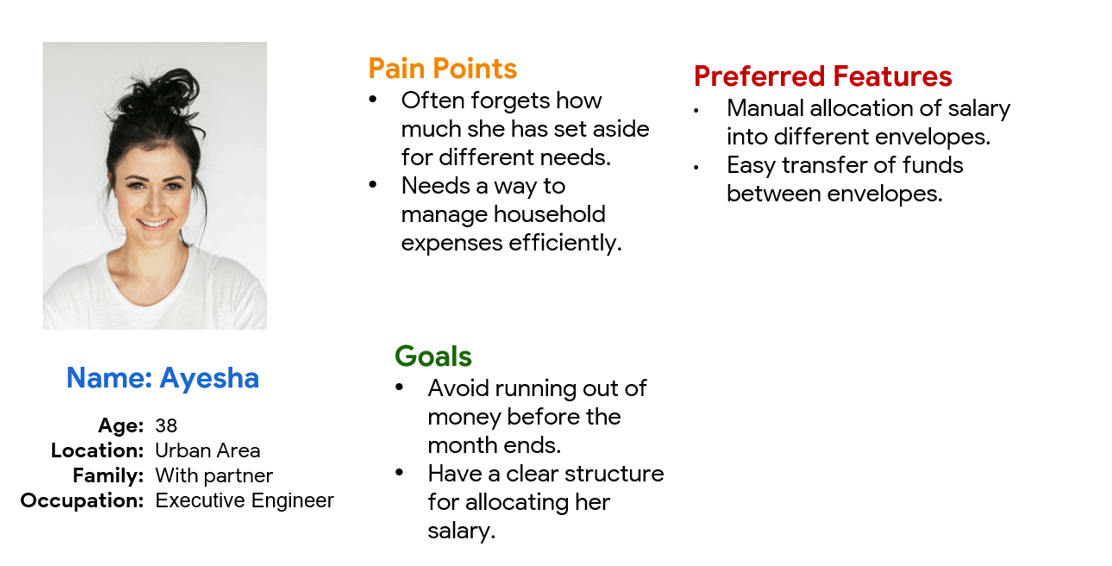 Pain Points
• Often forgets how
much she has set aside
for different needs.
• Needs a way to
manage household
expenses efficiently.
Preferred Features
• Manual allocation of salary
into different envelopes.
• Easy transfer of funds
between envelopes.
Name: Ayesha
Age: 38
Location: Urban Area
Family: With partner
Occupation: Executive Engineer
Goals
• Avoid running out of
money before the
month ends.
• Have a clear structure
for allocating her
salary.